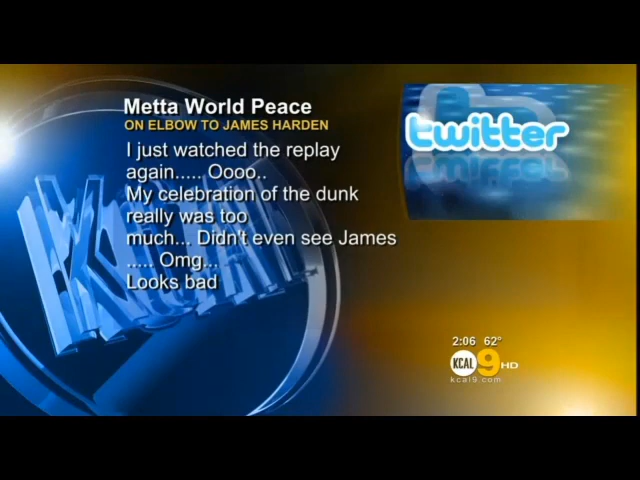 Metta World Peace
ON ELBOW TO JAMES HARDEN
I just watched the replay
again..... Oooo..
My celebration of the dunk
really was too
much... Didn't even see James
..... Omg...
Looks bad
twitter
2:06 62°
KCAL 9 HD
kcal9.com
KCAL